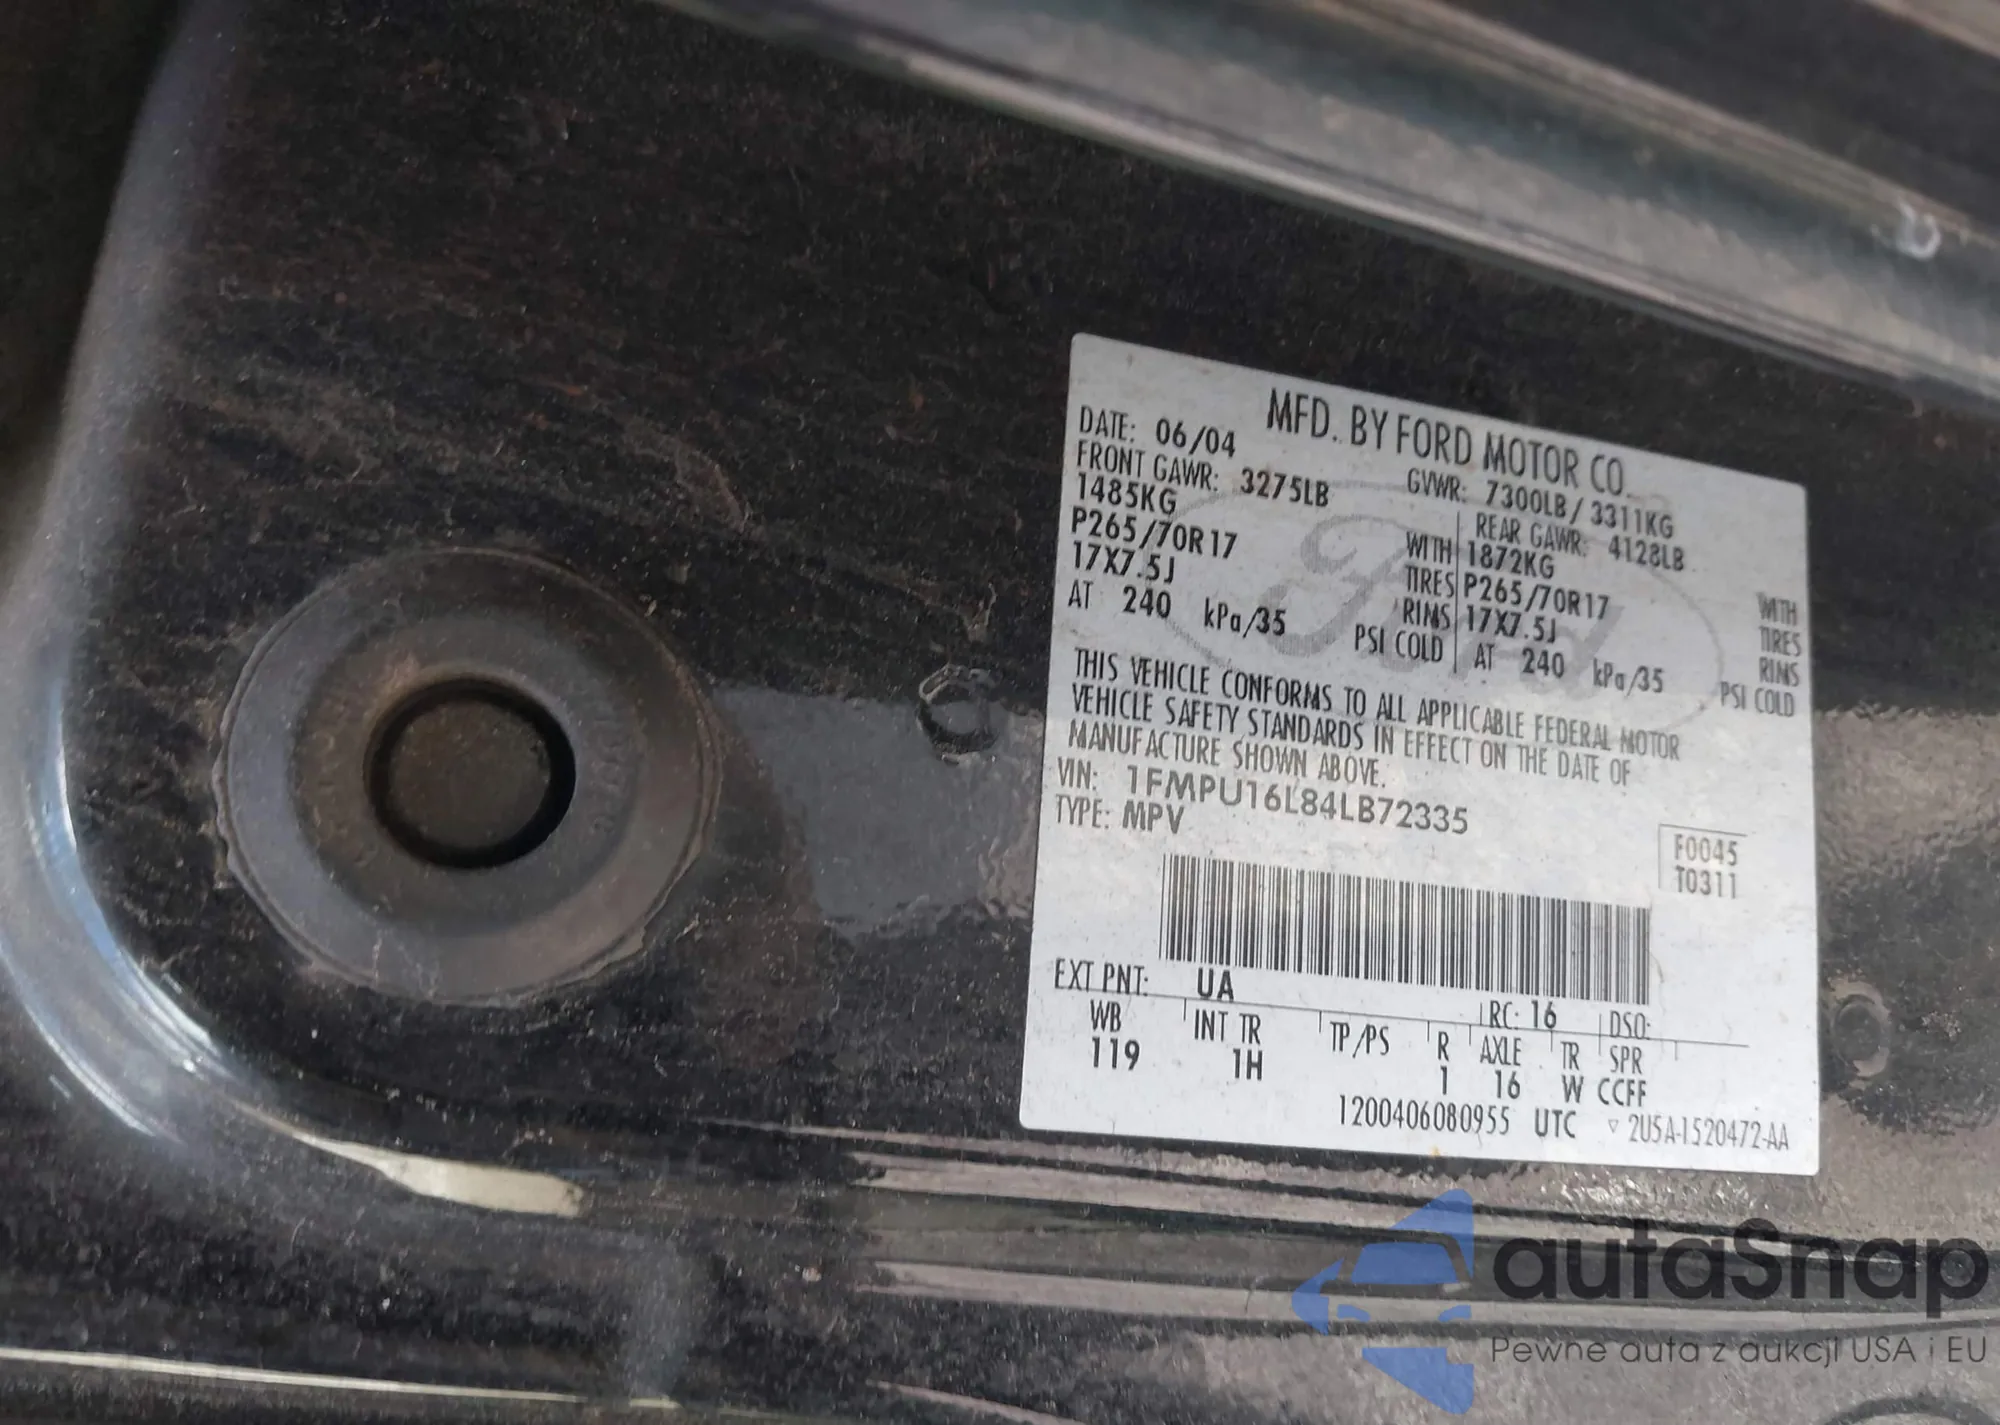 MFD. BY FORD MOTOR CO.
DATE: 06/04 GVWR: 7300LB/3311KG
FRONT GAWR: 3275LB REAR GAWR: 4128LB
1485KG WITH 1872KG WITH
P265/70R17 TIRES P265/70R17 TIRES
17X7.5J RIMS 17X7.5J RIMS
AT 240 kPa/35 PSI COLD AT 240 kPa/35 PSI COLD
Ford
THIS VEHICLE CONFORMS TO ALL APPLICABLE FEDERAL MOTOR
VEHICLE SAFETY STANDARDS IN EFFECT ON THE DATE OF
MANUFACTURE SHOWN ABOVE.
VIN: 1FMPU16L84LB72335
TYPE: MPV
F0045
T0311
EXT PNT: UA RC: 16 DSO:
WB INT TR TP/PS R AXLE TR SPR
119 1H 1 16 W CCFF
1200406080955 UTC ▽ 2U5A-1520472-AA
autaSnap
Pewne auta z aukcji USA i EU